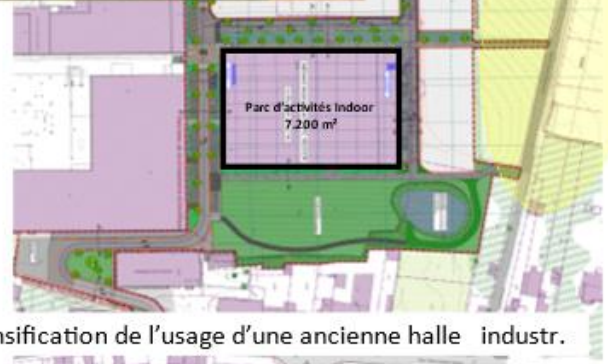 Parc d'activités Indoor
7.200 m²
nsification de l'usage d'une ancienne halle industr.